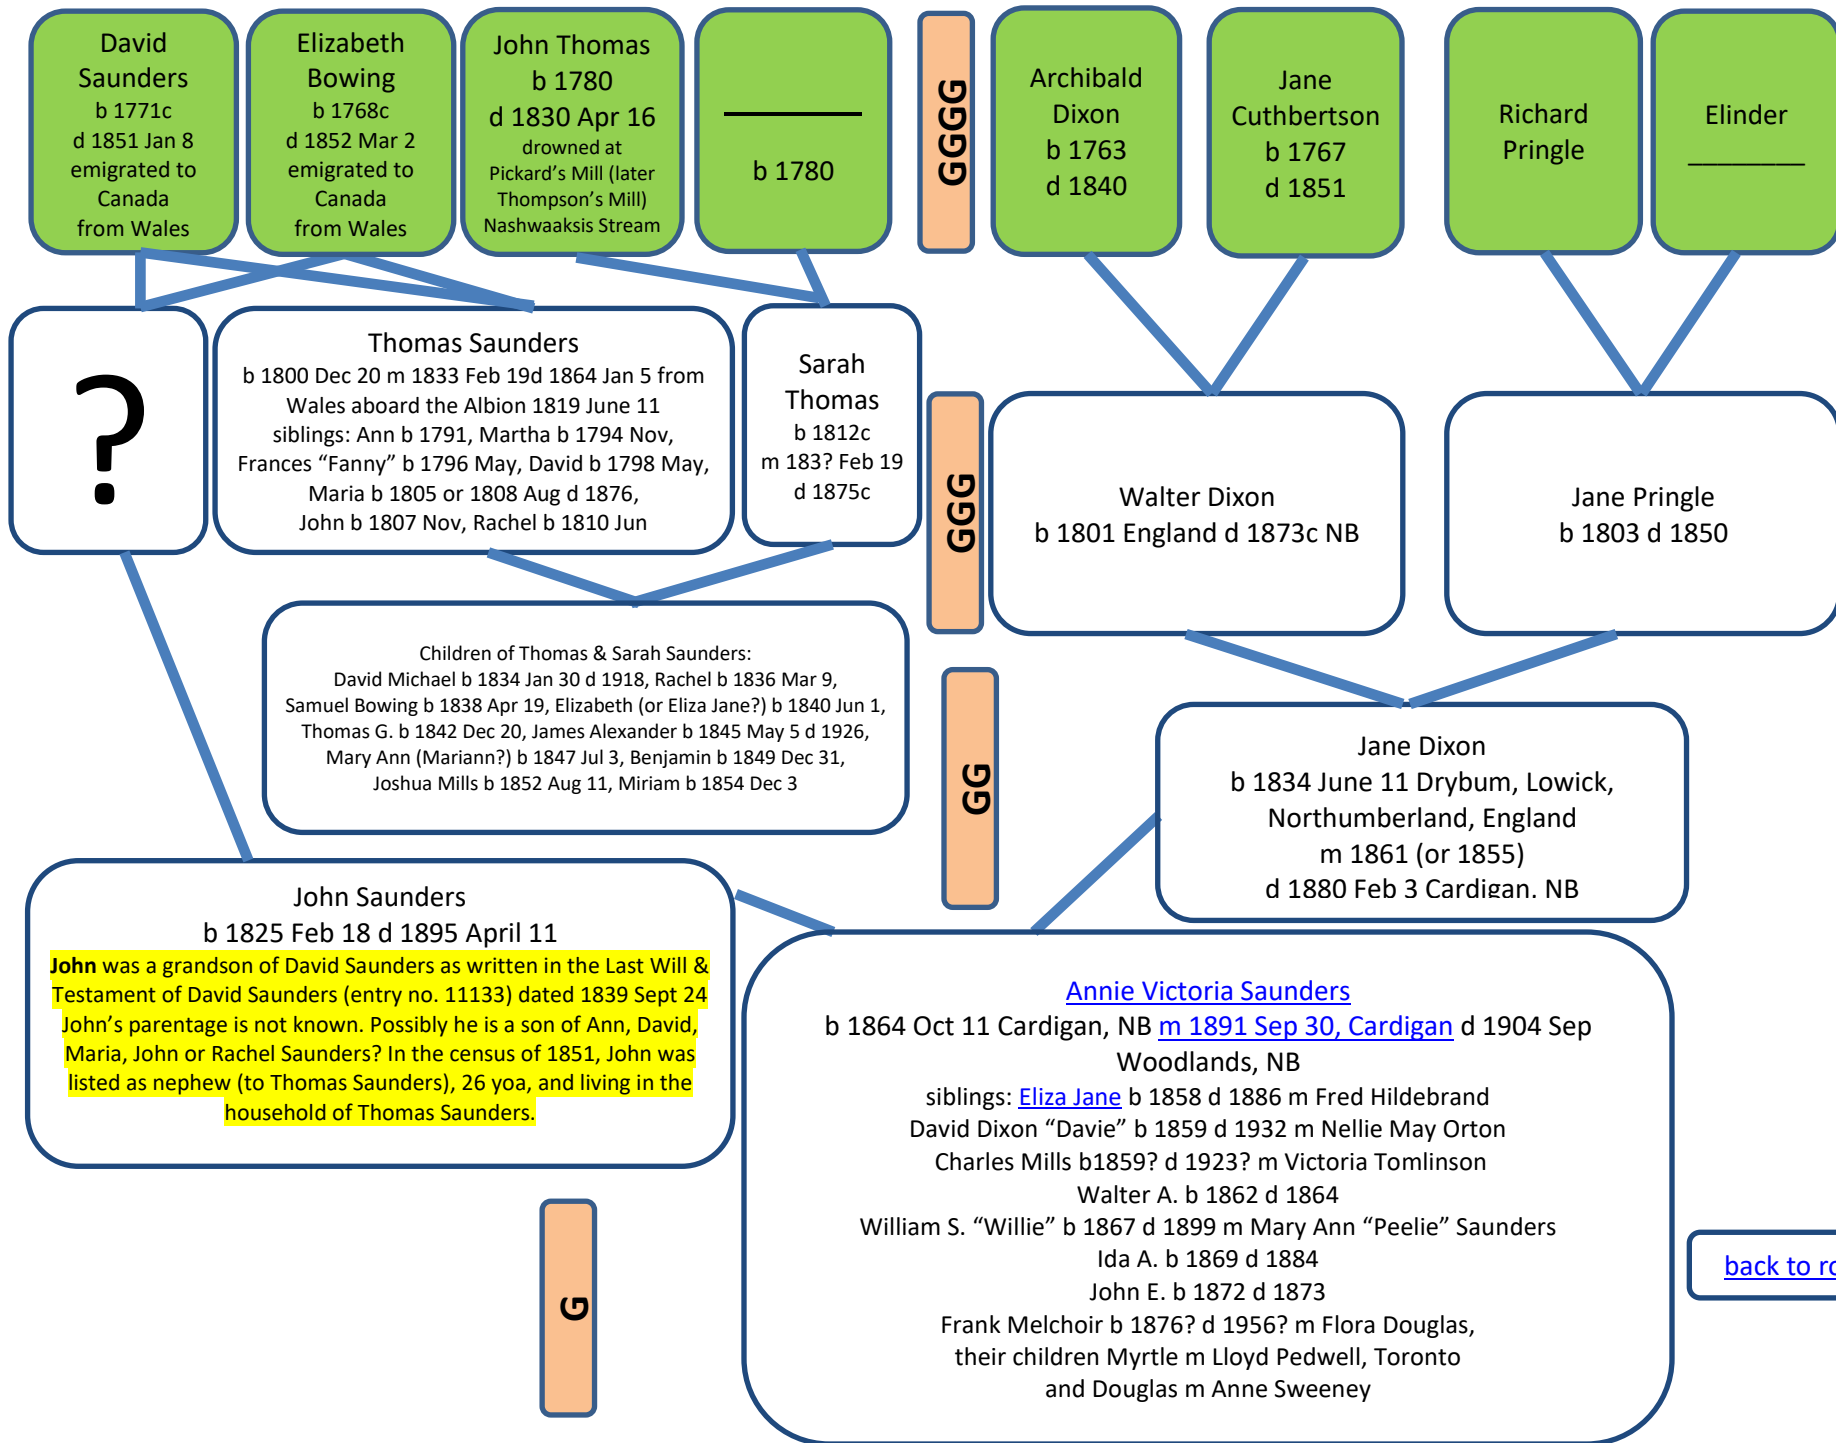 David
Saunders
b 1771c
d 1851 Jan 8
emigrated to
Canada
from Wales
Elizabeth
Bowing
b 1768c
d 1852 Mar 2
emigrated to
Canada
from Wales
John Thomas
b 1780
d 1830 Apr 16
drowned at
Pickard’s Mill (later
Thompson’s Mill)
Nashwaaksis Stream
__________
b 1780
GGGG
Archibald
Dixon
b 1763
d 1840
Jane
Cuthbertson
b 1767
d 1851
Richard
Pringle
Elinder
________
?
Thomas Saunders
b 1800 Dec 20 m 1833 Feb 19d 1864 Jan 5 from
Wales aboard the Albion 1819 June 11
siblings: Ann b 1791, Martha b 1794 Nov,
Frances “Fanny” b 1796 May, David b 1798 May,
Maria b 1805 or 1808 Aug d 1876,
John b 1807 Nov, Rachel b 1810 Jun
Sarah
Thomas
b 1812c
m 183? Feb 19
d 1875c
GGG
Walter Dixon
b 1801 England d 1873c NB
Jane Pringle
b 1803 d 1850
Children of Thomas & Sarah Saunders:
David Michael b 1834 Jan 30 d 1918, Rachel b 1836 Mar 9,
Samuel Bowing b 1838 Apr 19, Elizabeth (or Eliza Jane?) b 1840 Jun 1,
Thomas G. b 1842 Dec 20, James Alexander b 1845 May 5 d 1926,
Mary Ann (Mariann?) b 1847 Jul 3, Benjamin b 1849 Dec 31,
Joshua Mills b 1852 Aug 11, Miriam b 1854 Dec 3
GG
Jane Dixon
b 1834 June 11 Drybum, Lowick,
Northumberland, England
m 1861 (or 1855)
d 1880 Feb 3 Cardigan, NB
John Saunders
b 1825 Feb 18 d 1895 April 11
John was a grandson of David Saunders as written in the Last Will &
Testament of David Saunders (entry no. 11133) dated 1839 Sept 24
John’s parentage is not known. Possibly he is a son of Ann, David,
Maria, John or Rachel Saunders? In the census of 1851, John was
listed as nephew (to Thomas Saunders), 26 yoa, and living in the
household of Thomas Saunders.
Annie Victoria Saunders
b 1864 Oct 11 Cardigan, NB m 1891 Sep 30, Cardigan d 1904 Sep
Woodlands, NB
siblings: Eliza Jane b 1858 d 1886 m Fred Hildebrand
David Dixon “Davie” b 1859 d 1932 m Nellie May Orton
Charles Mills b1859? d 1923? m Victoria Tomlinson
Walter A. b 1862 d 1864
William S. “Willie” b 1867 d 1899 m Mary Ann “Peelie” Saunders
Ida A. b 1869 d 1884
John E. b 1872 d 1873
Frank Melchoir b 1876? d 1956? m Flora Douglas,
their children Myrtle m Lloyd Pedwell, Toronto
and Douglas m Anne Sweeney
G
back to